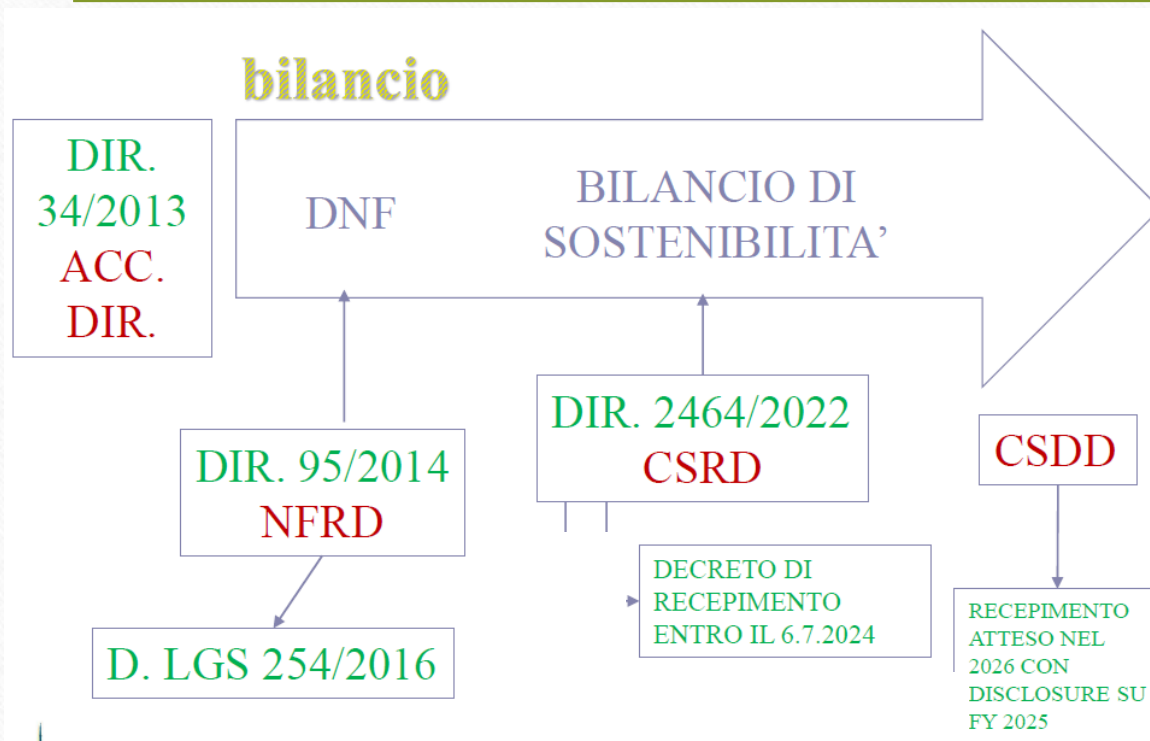 bilancio
DIR.
34/2013
ACC.
DIR.
DNF
BILANCIO DI
SOSTENIBILITA’
DIR. 95/2014
NFRD
D. LGS 254/2016
DIR. 2464/2022
CSRD
DECRETO DI
RECEPIMENTO
ENTRO IL 6.7.2024
CSDD
RECEPIMENTO
ATTESO NEL
2026 CON
DISCLOSURE SU
FY 2025